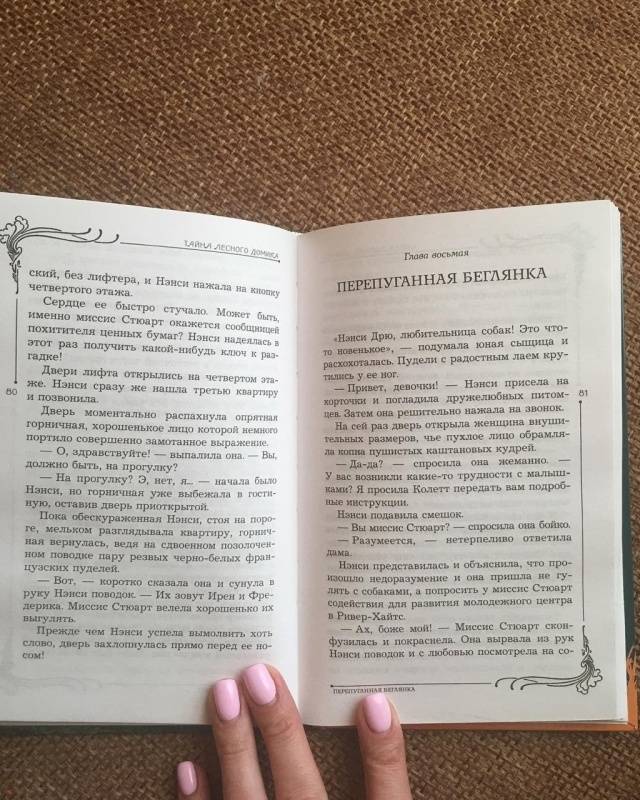 ТАЙНА ЛЕСНОГО ДОМИКА
ский, без лифтера, и Нэнси нажала на кнопку
четвертого этажа.
Сердце ее быстро стучало. Может быть,
именно миссис Стюарт окажется сообщницей
похитителя ценных бумаг? Нэнси надеялась в
этот раз получить какой-нибудь ключ к раз-
гадке!
Двери лифта открылись на четвертом эта-
же. Нэнси сразу же нашла третью квартиру
и позвонила.
Дверь моментально распахнула опрятная
горничная, хорошенькое лицо которой немного
портило совершенно замотанное выражение.
— О, здравствуйте! — выпалила она. — Вы,
должно быть, на прогулку?
— На прогулку? Э, нет, я... — начала было
Нэнси, но горничная уже выбежала в гости-
ную, оставив дверь приоткрытой.
Пока обескураженная Нэнси, стоя на поро-
ге, мельком разглядывала квартиру, горнич-
ная вернулась, ведя на сдвоенном позолочен-
ном поводке пару резвых черно-белых фран-
цузских пуделей.
— Вот, — коротко сказала она и сунула в
руку Нэнси поводок. — Их зовут Ирен и Фре-
дерика. Миссис Стюарт велела хорошенько их
выгулять.
Прежде чем Нэнси успела вымолвить хоть
слово, дверь захлопнулась прямо перед ее но-
сом!
80
Глава восьмая
ПЕРЕПУГАННАЯ БЕГЛЯНКА
«Нэнси Дрю, любительница собак! Это что-
то новенькое», — подумала юная сыщица и
расхохоталась. Пудели с радостным лаем кру-
тились у ее ног.
— Привет, девочки! — Нэнси присела на
корточки и погладила дружелюбных питом-
цев. Затем она решительно нажала на звонок.
На сей раз дверь открыла женщина внуши-
тельных размеров, чье пухлое лицо обрамля-
ла копна пушистых каштановых кудрей.
— Да-да? — спросила она жеманно. —
У вас возникли какие-то трудности с малыш-
ками? Я просила Колетт передать вам подроб-
ные инструкции.
Нэнси подавила смешок.
— Вы миссис Стюарт? — спросила она бойко.
— Разумеется, — нетерпеливо ответила
дама.
Нэнси представилась и объяснила, что про-
изошло недоразумение и она пришла не гу-
лять с собаками, а попросить у миссис Стюарт
содействия для развития молодежного центра
в Ривер-Хайтс.
— Ах, боже мой! — Миссис Стюарт скон-
фузилась и покраснела. Она вырвала из рук
Нэнси поводок и с любовью посмотрела на со-
81
ПЕРЕПУГАННАЯ БЕГЛЯНКА